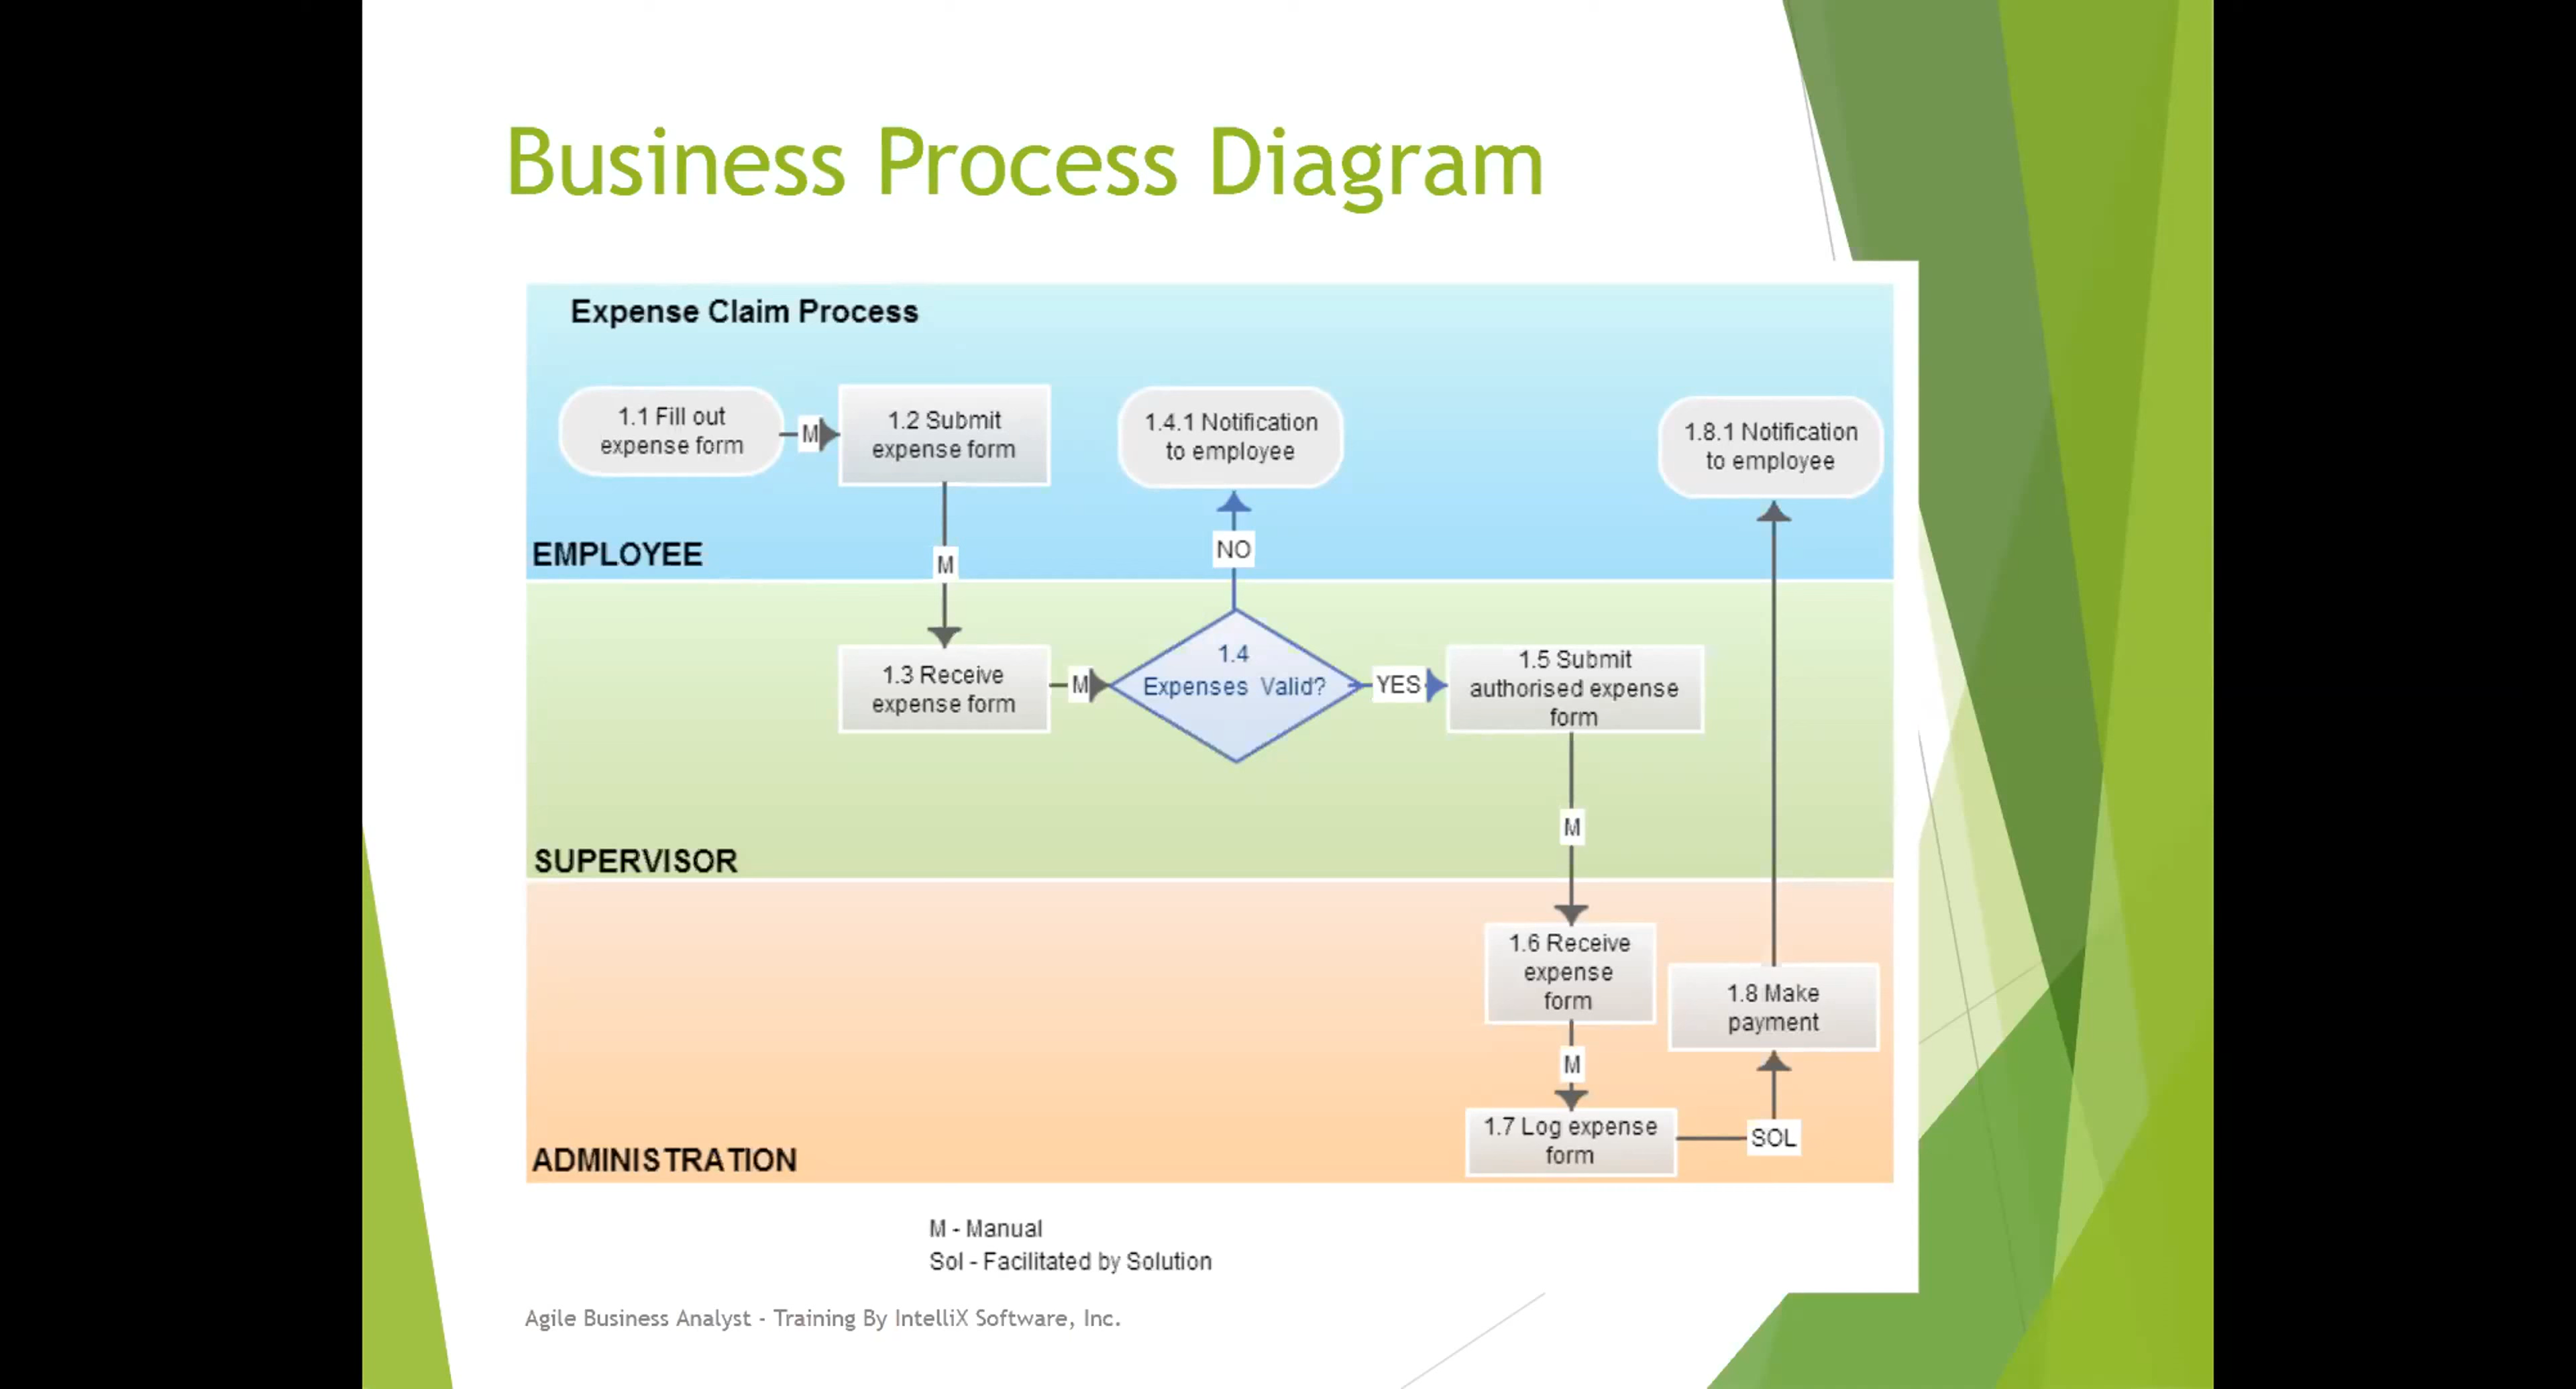 Business Process Diagram
Expense Claim Process
1.1 Fill out
expense form
M
1.2 Submit
expense form
1.4.1 Notification
to employee
1.8.1 Notification
to employee
NO
EMPLOYEE
M
1.3 Receive
expense form
M
1.4
Expenses Valid?
YES
1.5 Submit
authorised expense
form
M
SUPERVISOR
1.6 Receive
expense
form
1.8 Make
payment
M
1.7 Log expense
form
SOL
ADMINISTRATION
M - Manual
Sol - Facilitated by Solution
Agile Business Analyst - Training By IntelliX Software, Inc.